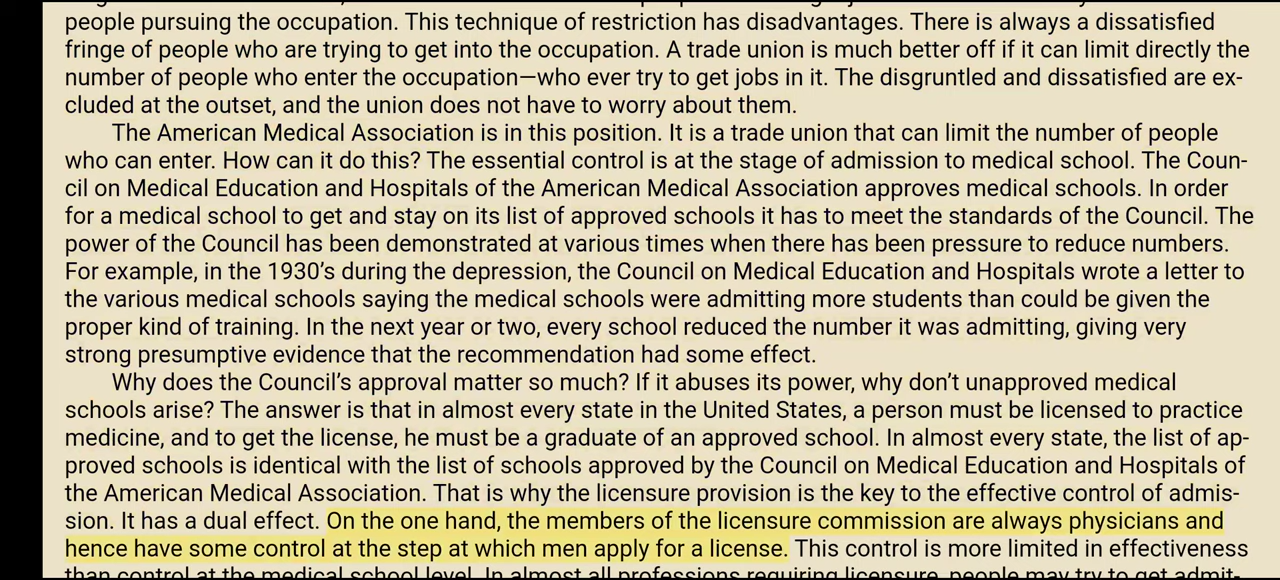 people pursuing the occupation. This technique of restriction has disadvantages. There is always a dissatisfied
fringe of people who are trying to get into the occupation. A trade union is much better off if it can limit directly the
number of people who enter the occupation—who ever try to get jobs in it. The disgruntled and dissatisfied are ex-
cluded at the outset, and the union does not have to worry about them.
The American Medical Association is in this position. It is a trade union that can limit the number of people
who can enter. How can it do this? The essential control is at the stage of admission to medical school. The Coun-
cil on Medical Education and Hospitals of the American Medical Association approves medical schools. In order
for a medical school to get and stay on its list of approved schools it has to meet the standards of the Council. The
power of the Council has been demonstrated at various times when there has been pressure to reduce numbers.
For example, in the 1930’s during the depression, the Council on Medical Education and Hospitals wrote a letter to
the various medical schools saying the medical schools were admitting more students than could be given the
proper kind of training. In the next year or two, every school reduced the number it was admitting, giving very
strong presumptive evidence that the recommendation had some effect.
Why does the Council’s approval matter so much? If it abuses its power, why don’t unapproved medical
schools arise? The answer is that in almost every state in the United States, a person must be licensed to practice
medicine, and to get the license, he must be a graduate of an approved school. In almost every state, the list of ap-
proved schools is identical with the list of schools approved by the Council on Medical Education and Hospitals of
the American Medical Association. That is why the licensure provision is the key to the effective control of admis-
sion. It has a dual effect. On the one hand, the members of the licensure commission are always physicians and
hence have some control at the step at which men apply for a license. This control is more limited in effectiveness
than control at the medical school level. In almost all professions requiring licensure, people may try to get admit-